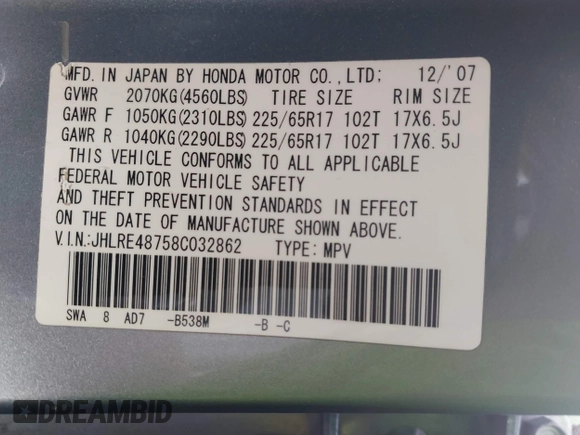 MFD. IN JAPAN BY HONDA MOTOR CO., LTD; 12/'07
GVWR 2070KG(4560LBS) TIRE SIZE RIM SIZE
GAWR F 1050KG(2310LBS) 225/65R17 102T 17X6.5J
GAWR R 1040KG(2290LBS) 225/65R17 102T 17X6.5J
THIS VEHICLE CONFORMS TO ALL APPLICABLE
FEDERAL MOTOR VEHICLE SAFETY
AND THEFT PREVENTION STANDARDS IN EFFECT
ON THE DATE OF MANUFACTURE SHOWN ABOVE.
V.I.N.:JHLRE48758C032862 TYPE: MPV
SWA 8 AD7 -B538M -B -C
DREAMBID